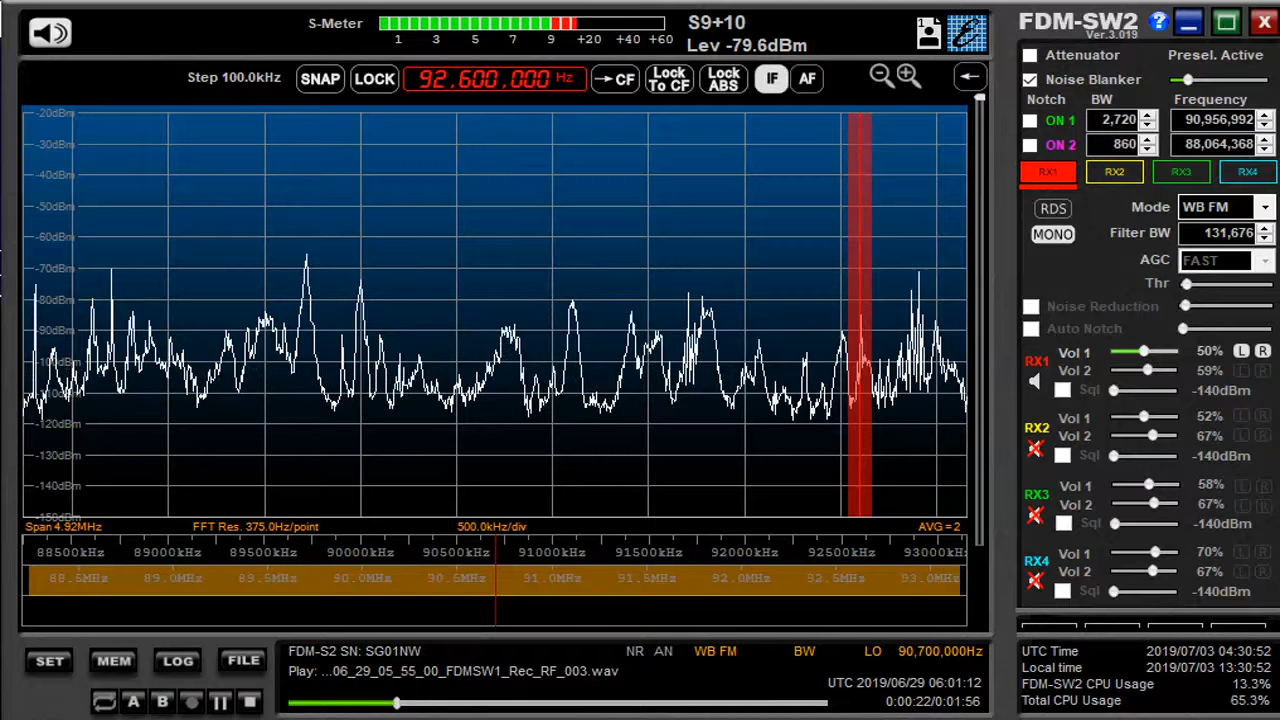 S-Meter
1 3 5 7 9 +20 +40 +60
S9+10
Lev -79.6dBm
FDM-SW2
Ver.3.019
Step 100.0kHz
SNAP
LOCK
92.600.000 Hz
→CF
Lock To CF
Lock ABS
IF
AF
-20dBm
-30dBm
-40dBm
-50dBm
-60dBm
-70dBm
-80dBm
-90dBm
-100dBm
-110dBm
-120dBm
-130dBm
-140dBm
-150dBm
Span 4.92MHz
FFT Res. 375.0Hz/point
500.0kHz/div
AVG = 2
88500kHz 89000kHz 89500kHz 90000kHz 90500kHz 91000kHz 91500kHz 92000kHz 92500kHz 93000kHz
88.5MHz 89.0MHz 89.5MHz 90.0MHz 90.5MHz 91.0MHz 91.5MHz 92.0MHz 92.5MHz 93.0MHz
Attenuator
Presel. Active
Noise Blanker
Notch BW Frequency
ON 1 2,720 90,956,992
ON 2 860 88,064,368
RX1 RX2 RX3 RX4
RDS
Mode WB FM
MONO
Filter BW 131,676
AGC FAST
Thr
Noise Reduction
Auto Notch
RX1
Vol 1 50% L R
Vol 2 59% L R
Sql -140dBm
RX2
Vol 1 52% L R
Vol 2 67% L R
Sql -140dBm
RX3
Vol 1 58% L R
Vol 2 67% L R
Sql -140dBm
RX4
Vol 1 70% L R
Vol 2 67% L R
Sql -140dBm
SET
MEM
LOG
FILE
A B
FDM-S2 SN: SG01NW
NR AN WB FM BW LO 90,700,000Hz
Play: ...06_29_05_55_00_FDMSW1_Rec_RF_003.wav
UTC 2019/06/29 06:01:12
0:00:22/0:01:56
UTC Time 2019/07/03 04:30:52
Local time 2019/07/03 13:30:52
FDM-SW2 CPU Usage 13.3%
Total CPU Usage 65.3%